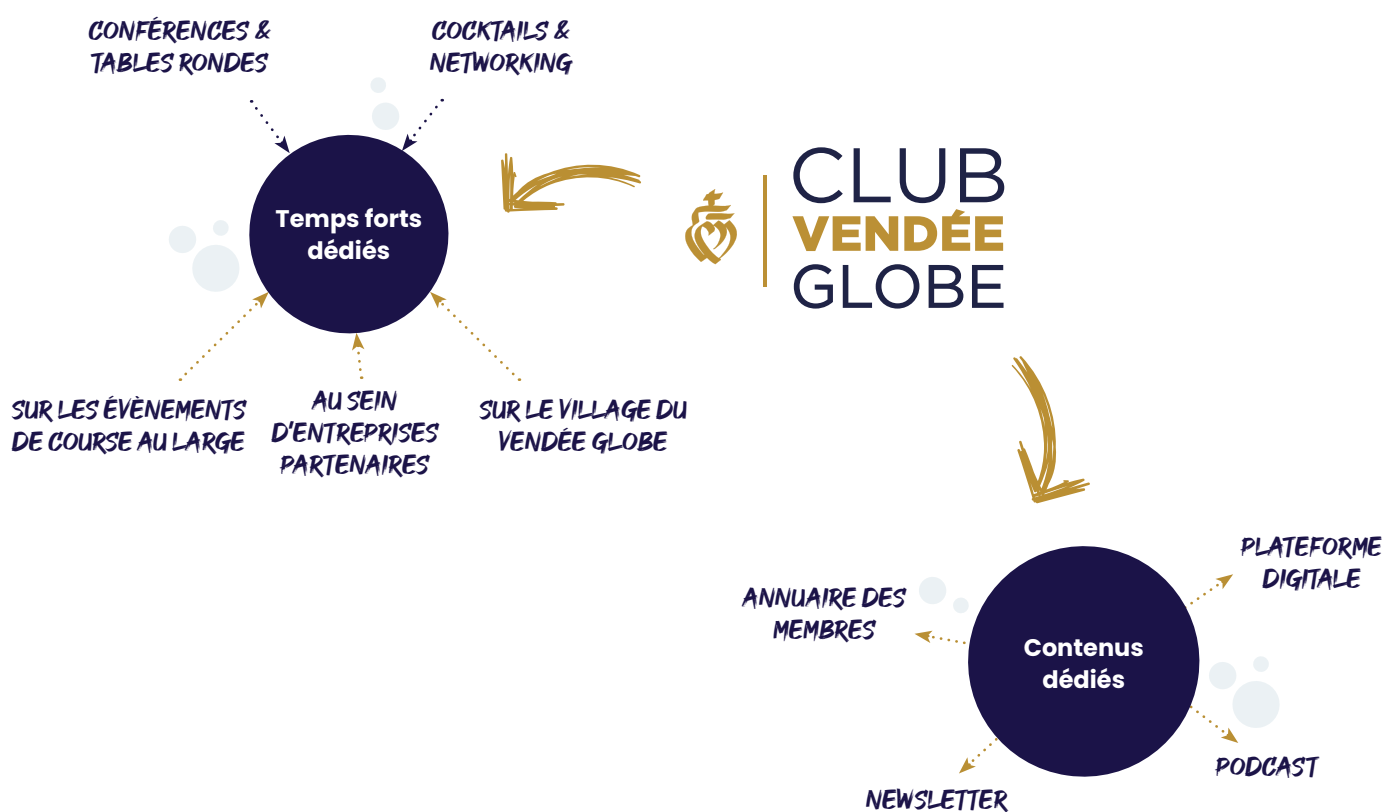 CONFÉRENCES &
TABLES RONDES
COCKTAILS &
NETWORKING
Temps forts
dédiés
SUR LES ÉVÈNEMENTS
DE COURSE AU LARGE
AU SEIN
D'ENTREPRISES
PARTENAIRES
SUR LE VILLAGE DU
VENDÉE GLOBE
CLUB
VENDÉE
GLOBE
PLATEFORME
DIGITALE
ANNUAIRE DES
MEMBRES
Contenus
dédiés
PODCAST
NEWSLETTER